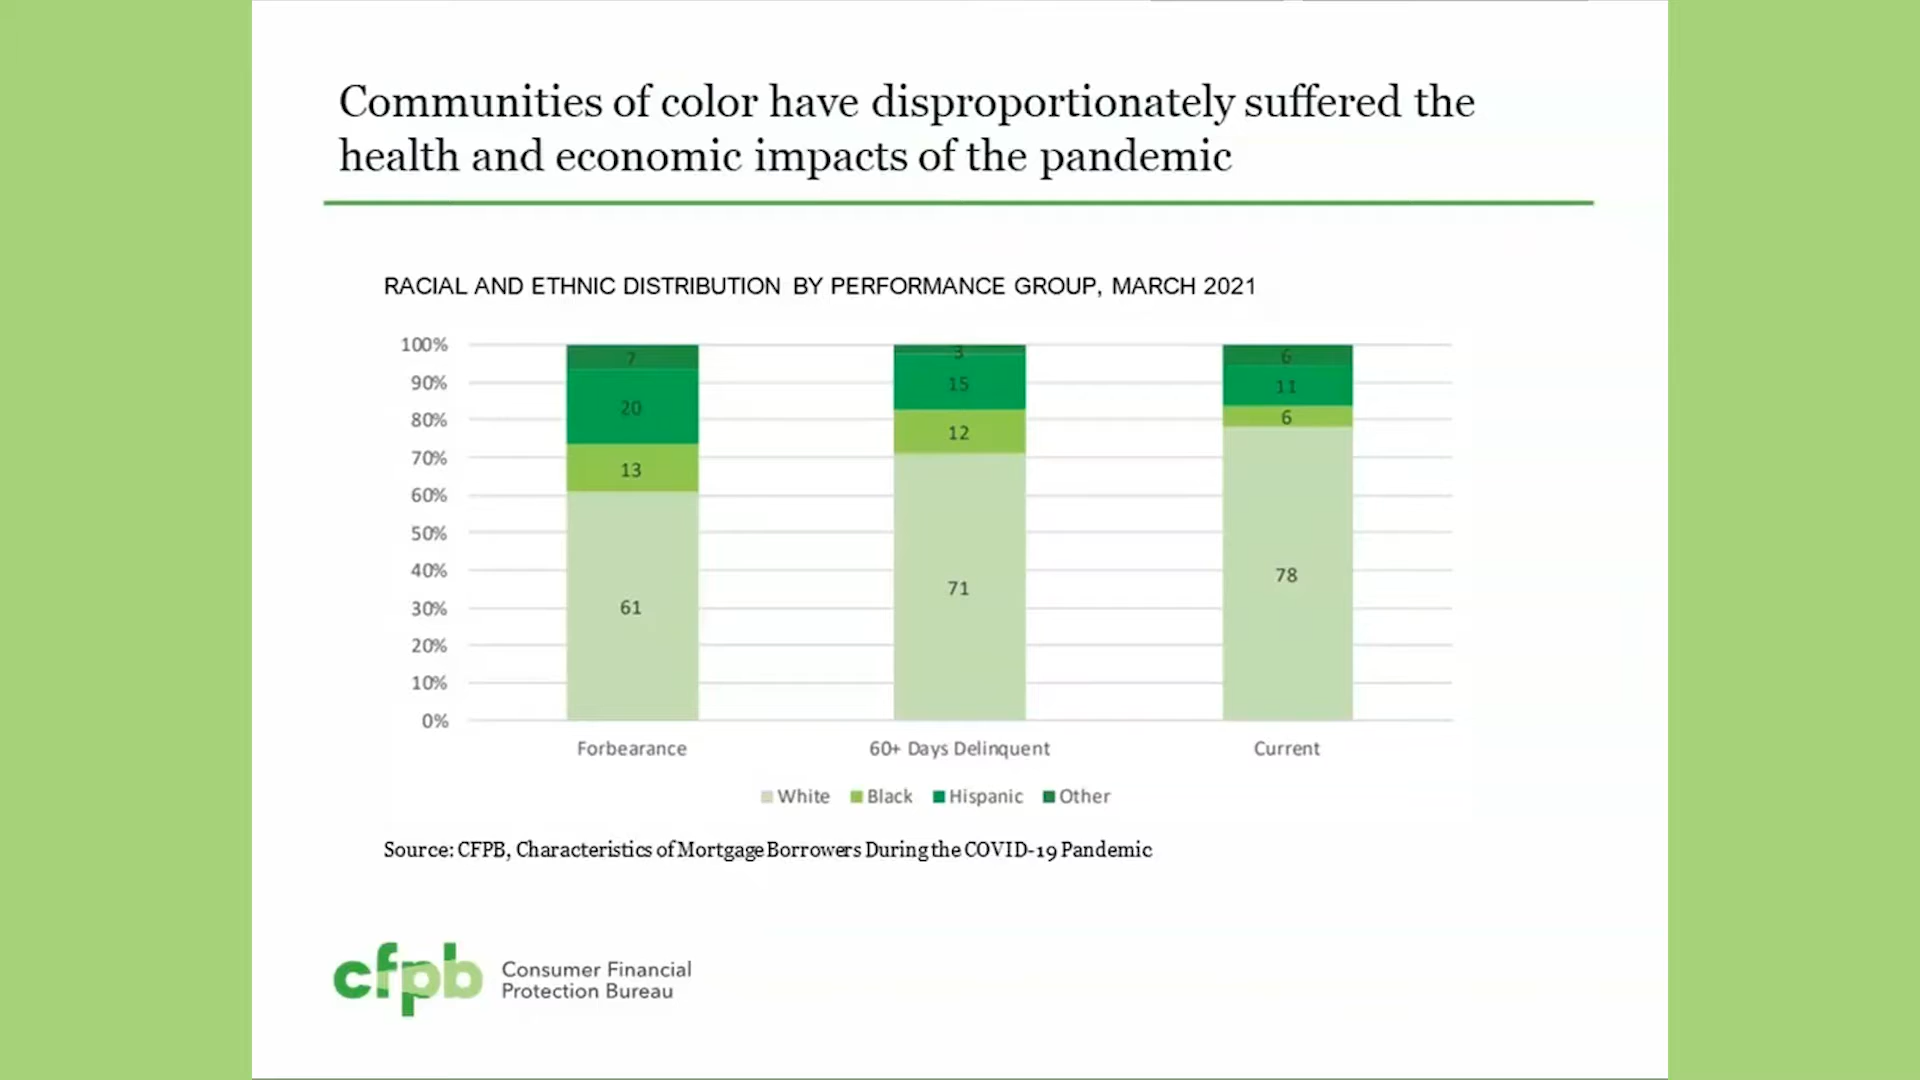 Communities of color have disproportionately suffered the
health and economic impacts of the pandemic
RACIAL AND ETHNIC DISTRIBUTION BY PERFORMANCE GROUP, MARCH 2021
100%
90%
80%
70%
60%
50%
40%
30%
20%
10%
0%
7
20
13
61
3
15
12
71
6
11
6
78
Forbearance
60+ Days Delinquent
Current
White
Black
Hispanic
Other
Source: CFPB, Characteristics of Mortgage Borrowers During the COVID-19 Pandemic
cfpb
Consumer Financial
Protection Bureau